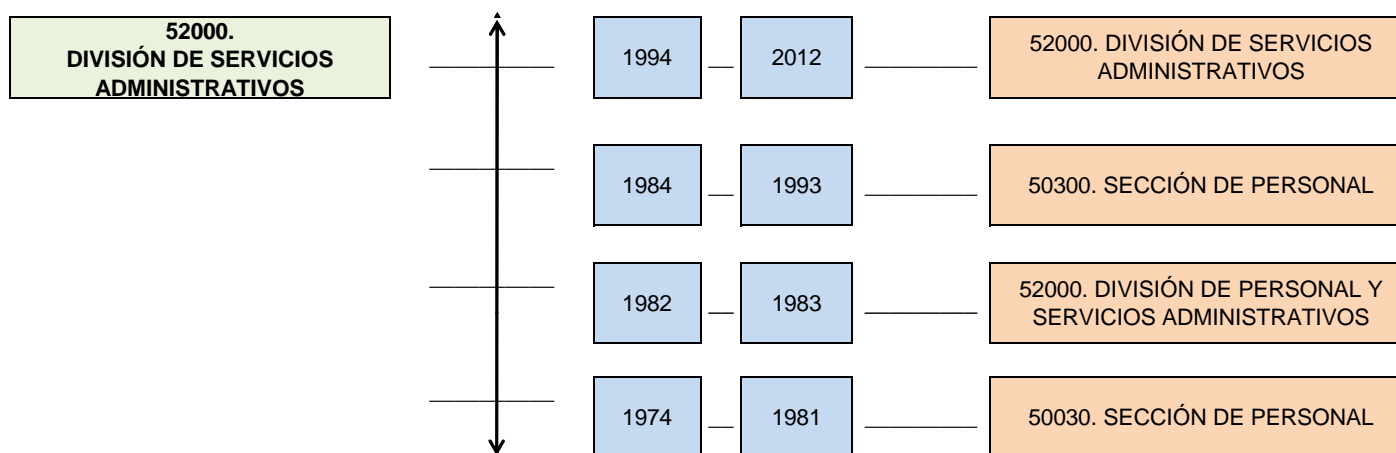 52000.
DIVISIÓN DE SERVICIOS
ADMINISTRATIVOS
1994
2012
52000. DIVISIÓN DE SERVICIOS
ADMINISTRATIVOS
1984
1993
50300. SECCIÓN DE PERSONAL
1982
1983
52000. DIVISIÓN DE PERSONAL Y
SERVICIOS ADMINISTRATIVOS
1974
1981
50030. SECCIÓN DE PERSONAL